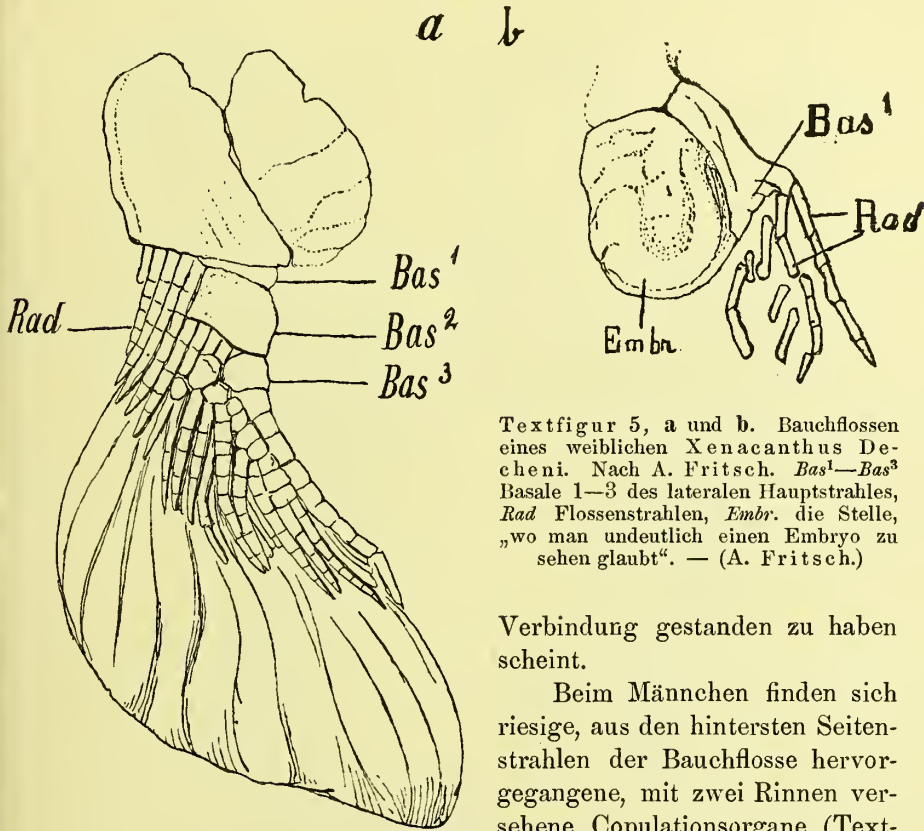 a b
Bas¹
Rad
Embr.
Bas¹
Rad
Bas²
Bas³
Textfigur 5, a und b. Bauchflossen
eines weiblichen Xenacanthus De-
cheni. Nach A. Fritsch. Bas¹—Bas³
Basale 1—3 des lateralen Hauptstrahles,
Rad Flossenstrahlen, Embr. die Stelle,
„wo man undeutlich einen Embryo zu
sehen glaubt“. — (A. Fritsch.)
Verbindung gestanden zu haben
scheint.
Beim Männchen finden sich
riesige, aus den hintersten Seiten-
strahlen der Bauchflosse hervor-
gegangene, mit zwei Rinnen ver-
sehene Copulationsorgane (Text-